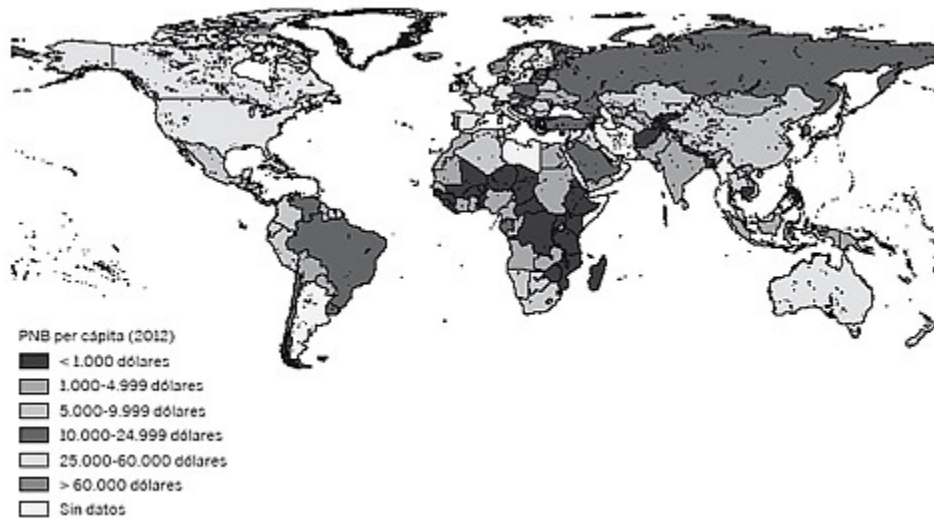 PNB per cápita (2012)
< 1.000 dólares
1.000-4.999 dólares
5.000-9.999 dólares
10.000-24.999 dólares
25.000-60.000 dólares
> 60.000 dólares
Sin datos